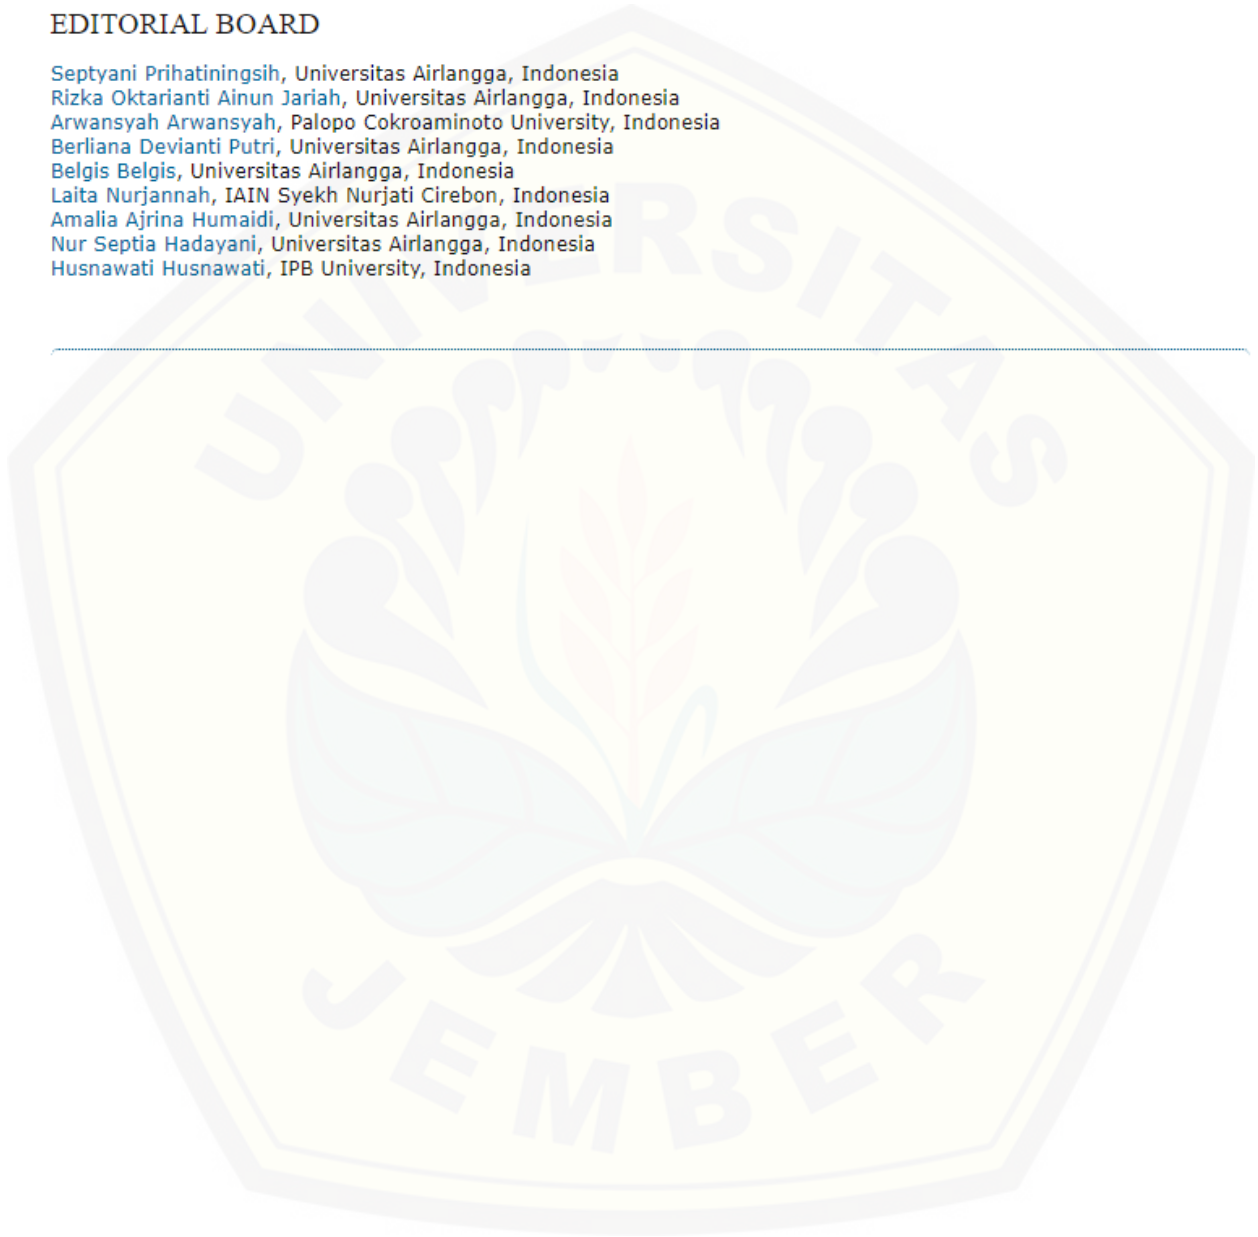 EDITORIAL BOARD
Septyani Prihatiningsih, Universitas Airlangga, Indonesia
Rizka Oktarianti Ainun Jariah, Universitas Airlangga, Indonesia
Arwansyah Arwansyah, Palopo Cokroaminoto University, Indonesia
Berliana Devianti Putri, Universitas Airlangga, Indonesia
Belgis Belgis, Universitas Airlangga, Indonesia
Laita Nurjannah, IAIN Syekh Nurjati Cirebon, Indonesia
Amalia Ajrina Humaidi, Universitas Airlangga, Indonesia
Nur Septia Hadayani, Universitas Airlangga, Indonesia
Husnawati Husnawati, IPB University, Indonesia
UNIVERSITAS
JEMBER